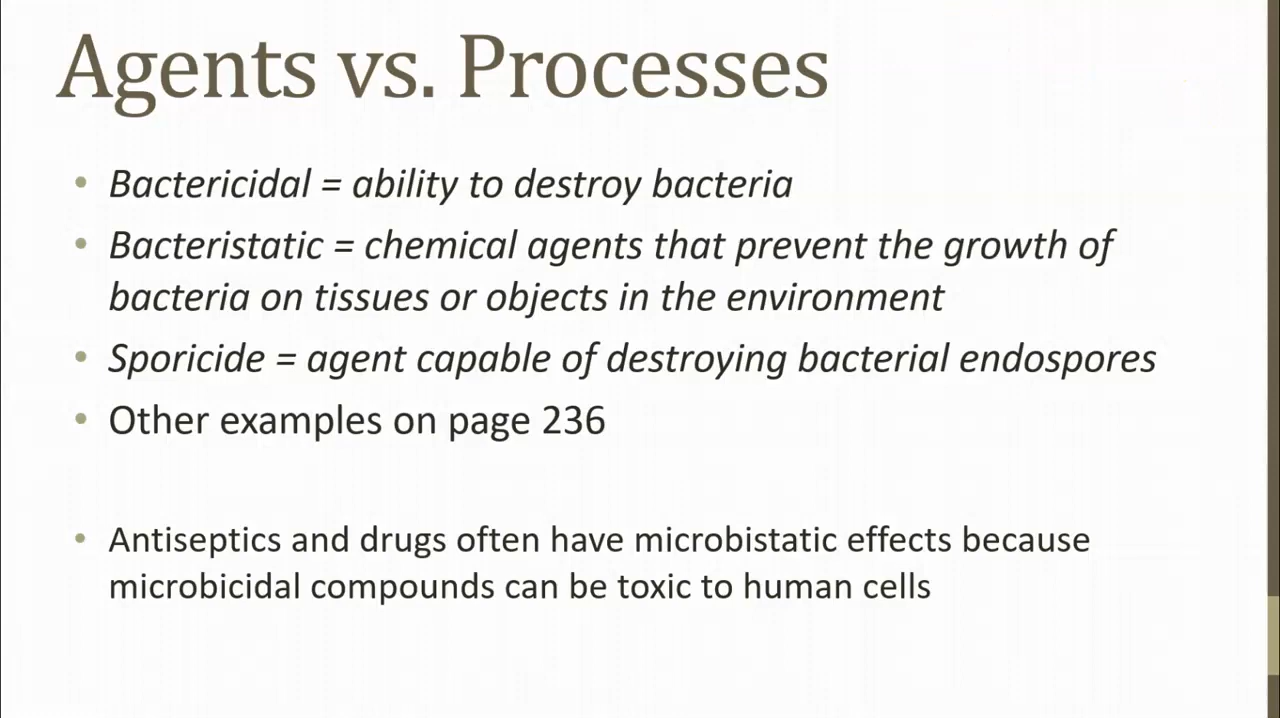 Agents vs. Processes
• Bactericidal = ability to destroy bacteria
• Bacteristatic = chemical agents that prevent the growth of
bacteria on tissues or objects in the environment
• Sporicide = agent capable of destroying bacterial endospores
• Other examples on page 236
• Antiseptics and drugs often have microbistatic effects because
microbicidal compounds can be toxic to human cells